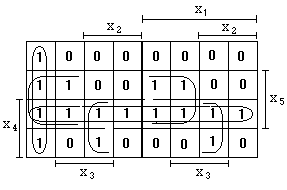 X1
X2 X2
1 0 0 0 0 0 0 0
1 1 0 0 1 1 0 0
X5
X4
1 1 1 1 1 1 1 1
1 0 1 0 0 0 1 0
X3 X3